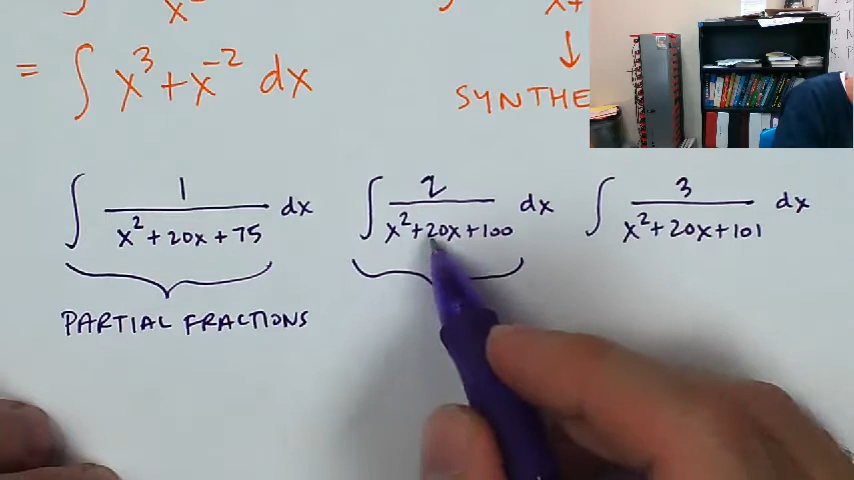 ∫ x²
= ∫ x³ + x⁻² dx
∫ x+
↓
SYNTHE
∫ 1/(x² + 20x + 75) dx
PARTIAL FRACTIONS
∫ 2/(x² + 20x + 100) dx
∫ 3/(x² + 20x + 101) dx